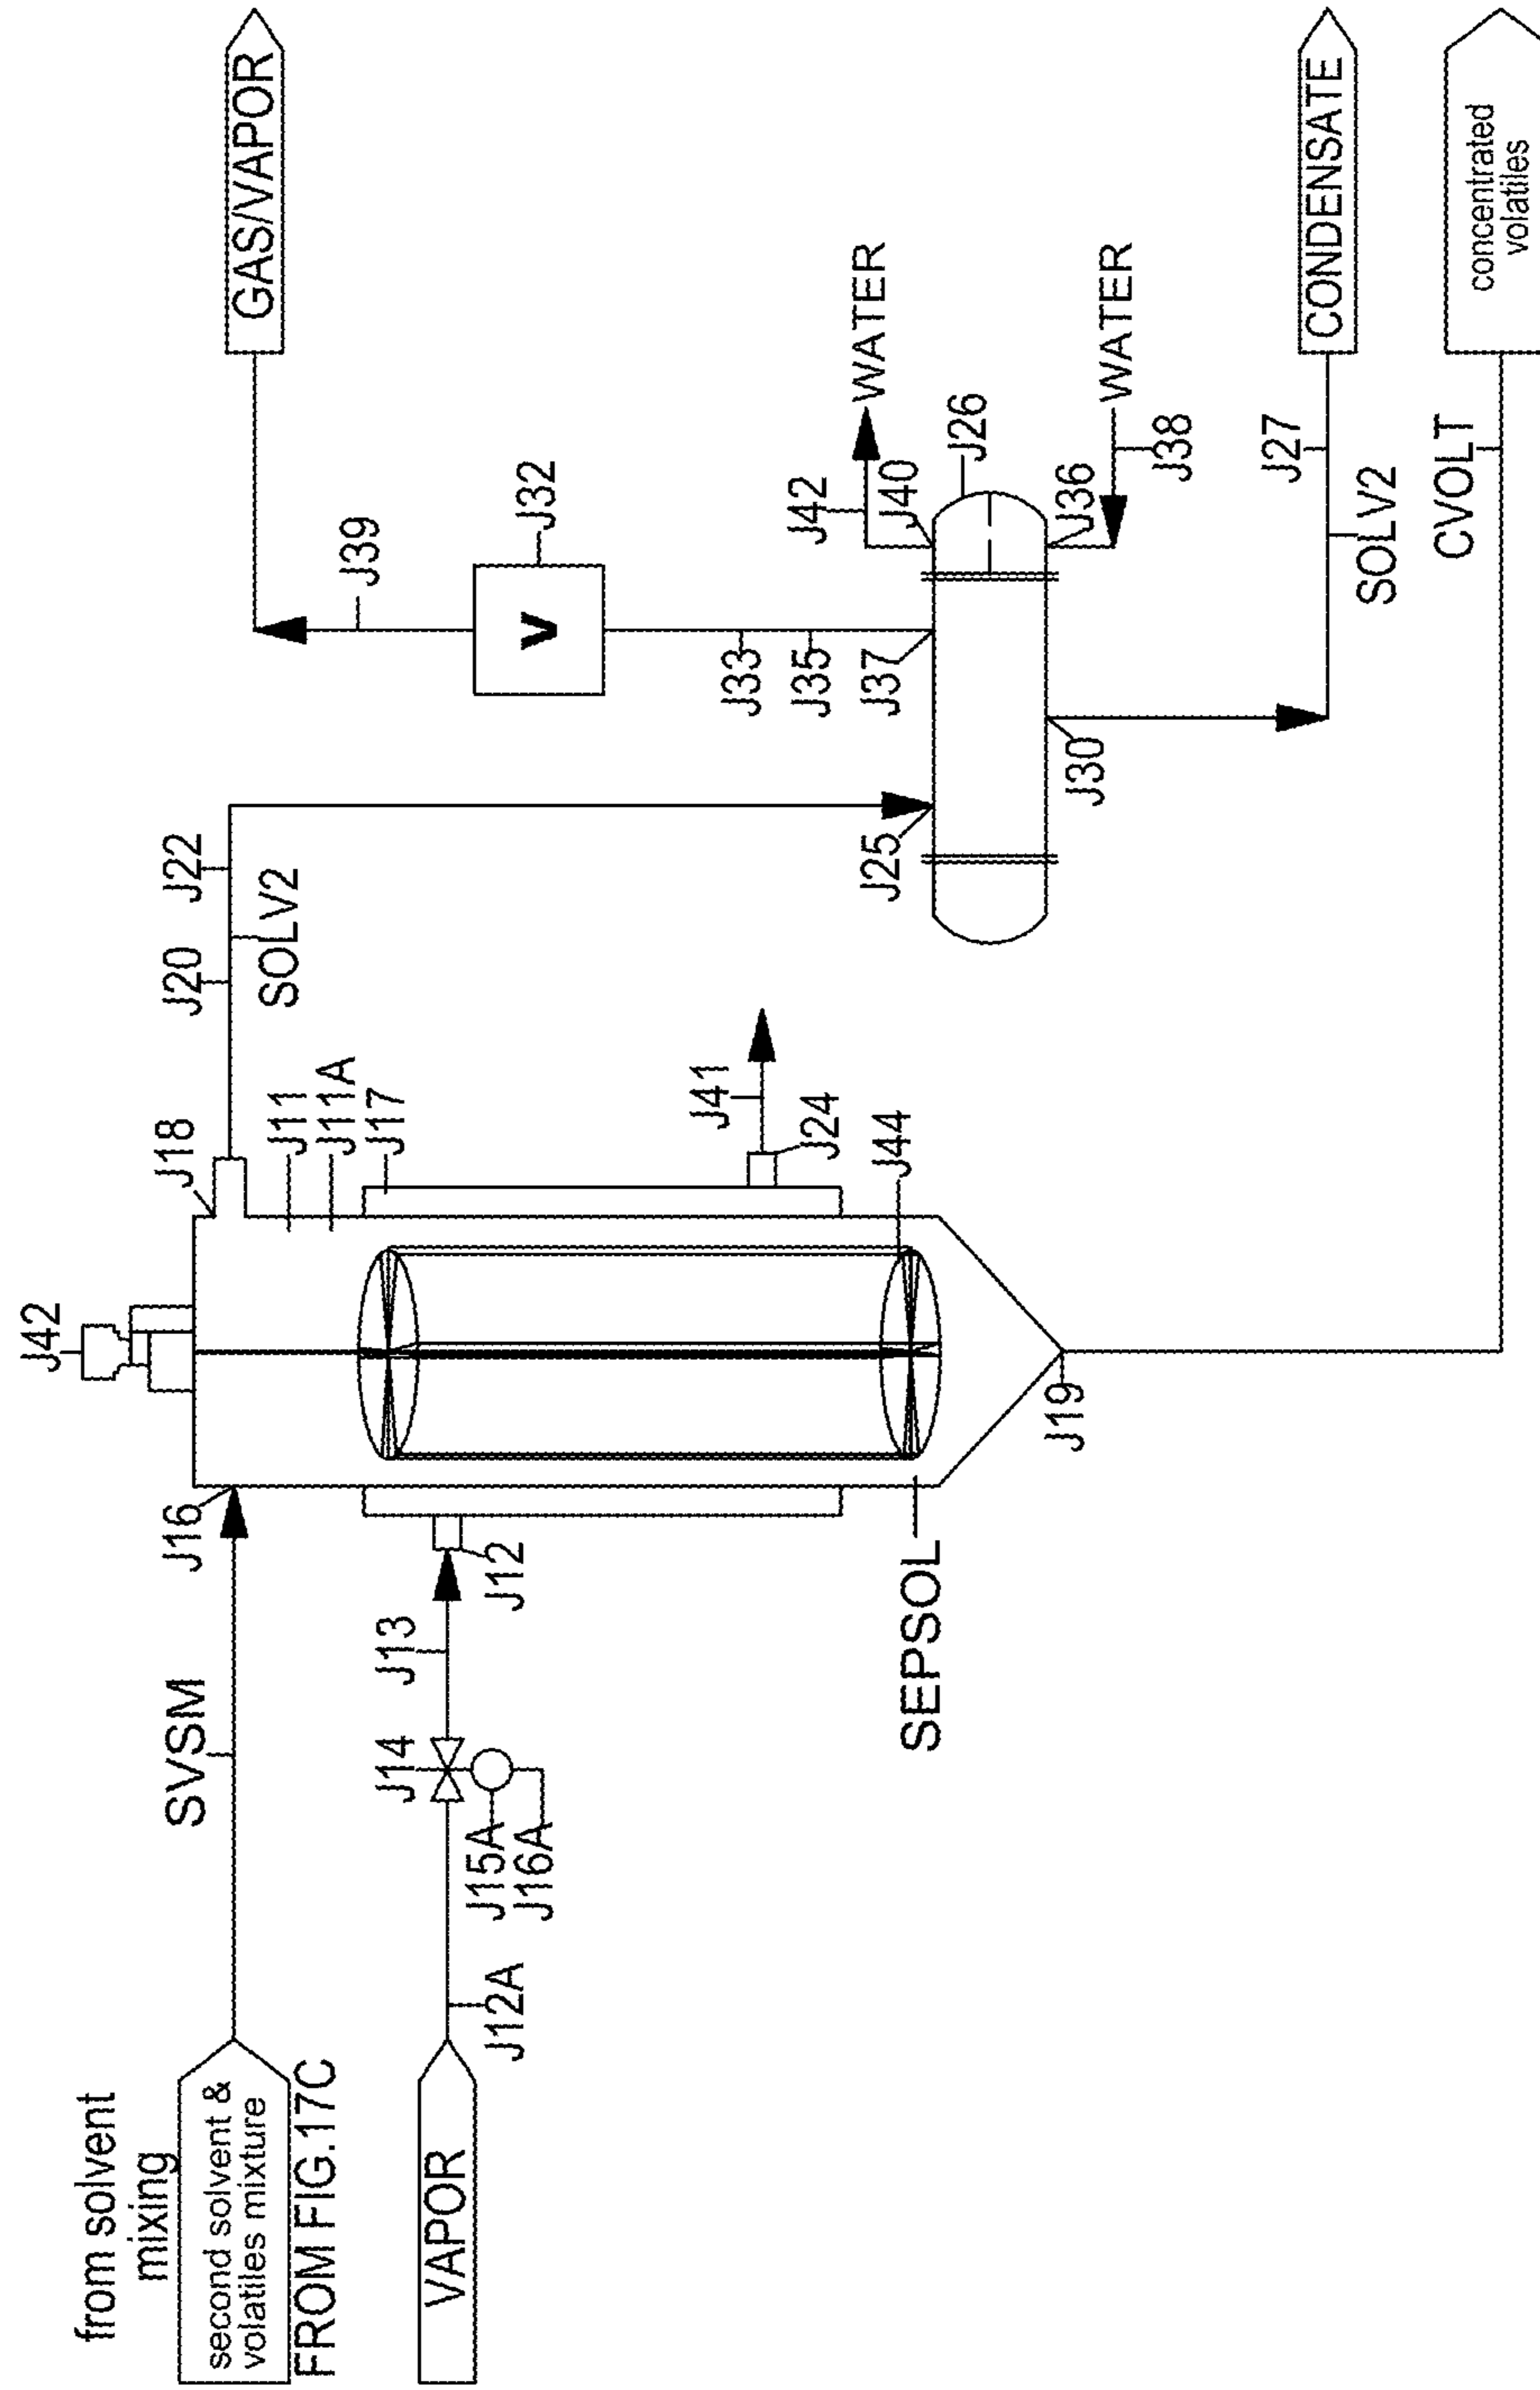 from solvent
mixing
second solvent &
volatiles mixture
FROM FIG.17C
VAPOR
J12A
SVSM
J14
J15A
J16A
J13
J12
J16
SEPSOL
J42
J18
J11
J11A
J17
J19
J44
J24
J41
J20
SOLV2
J22
J25
J30
J37
J35
J33
V
J32
J39
J42
J40
J26
J36
J38
WATER
WATER
GAS/VAPOR
J27
SOLV2
CONDENSATE
CVOLT
concentrated
volatiles